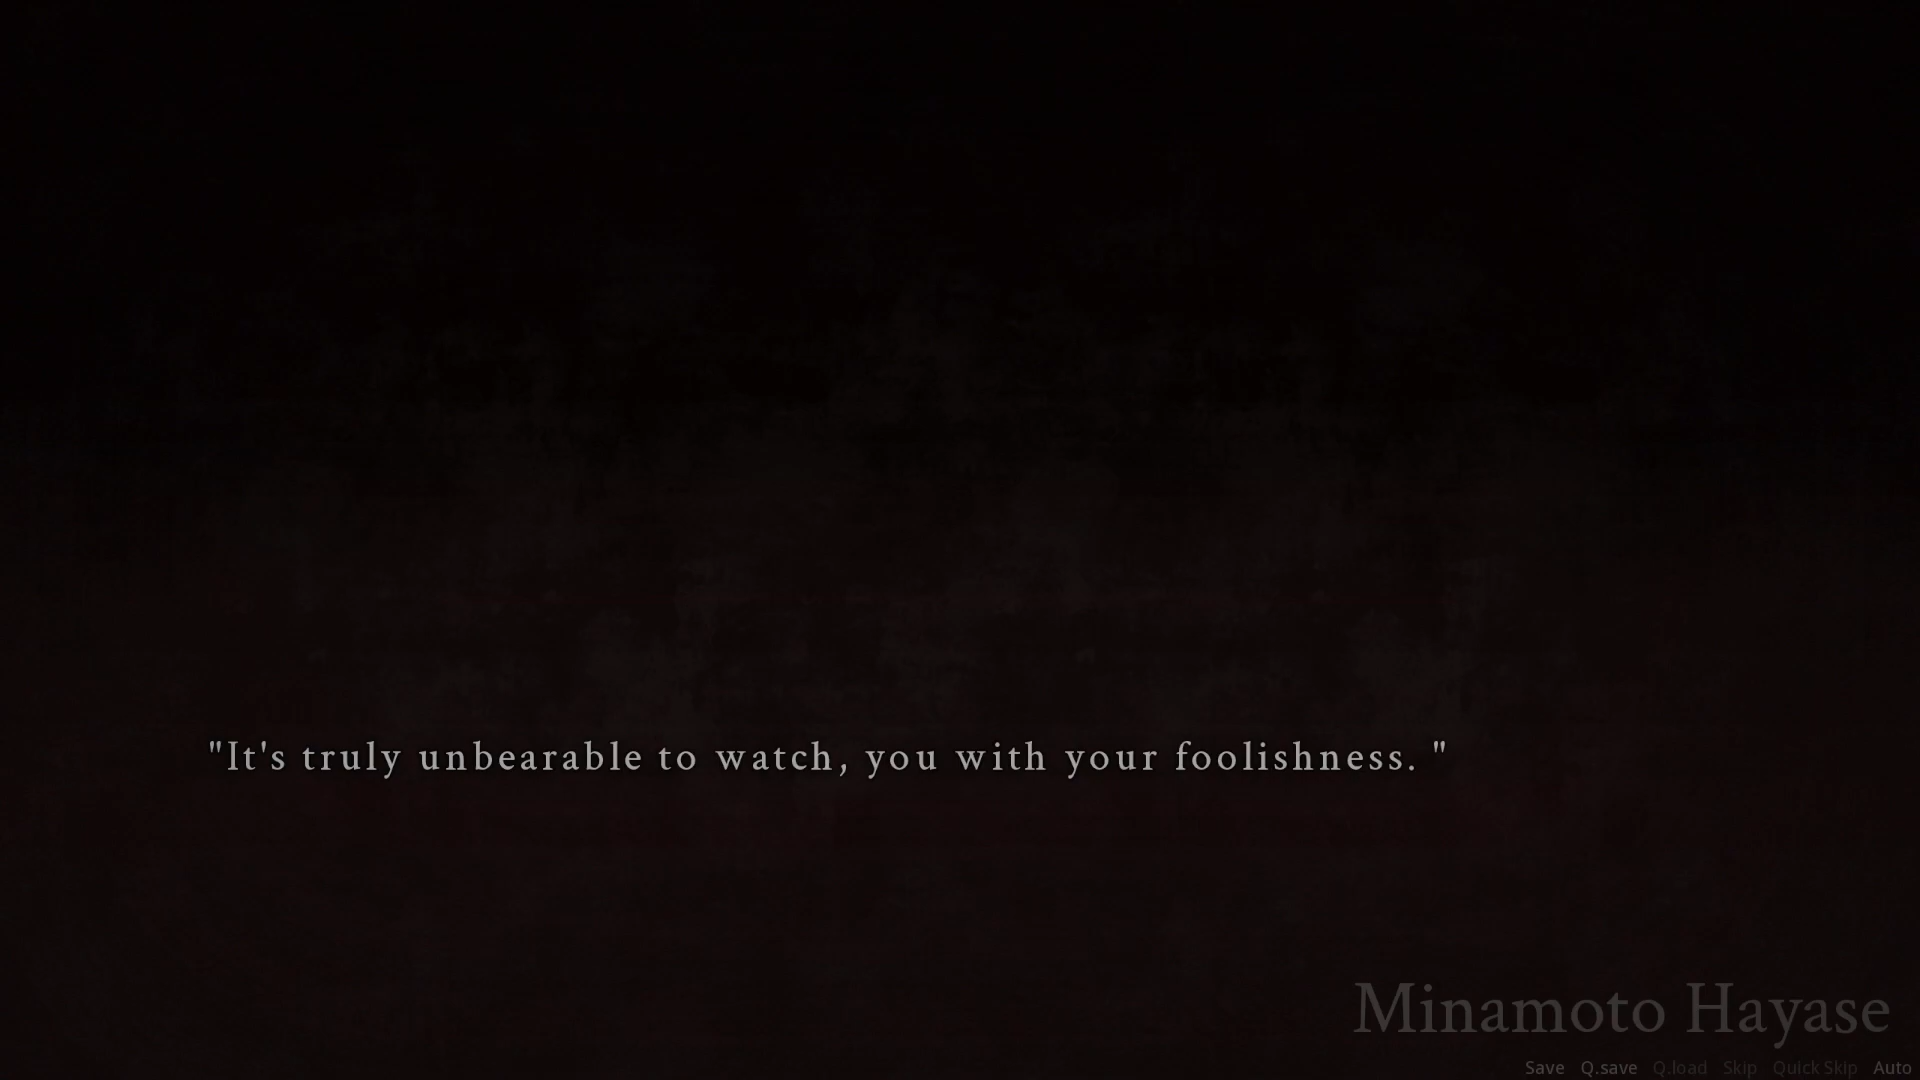 "It's truly unbearable to watch, you with your foolishness. "
Minamoto Hayase
Save Q.save Q.load Skip Quick Skip Auto